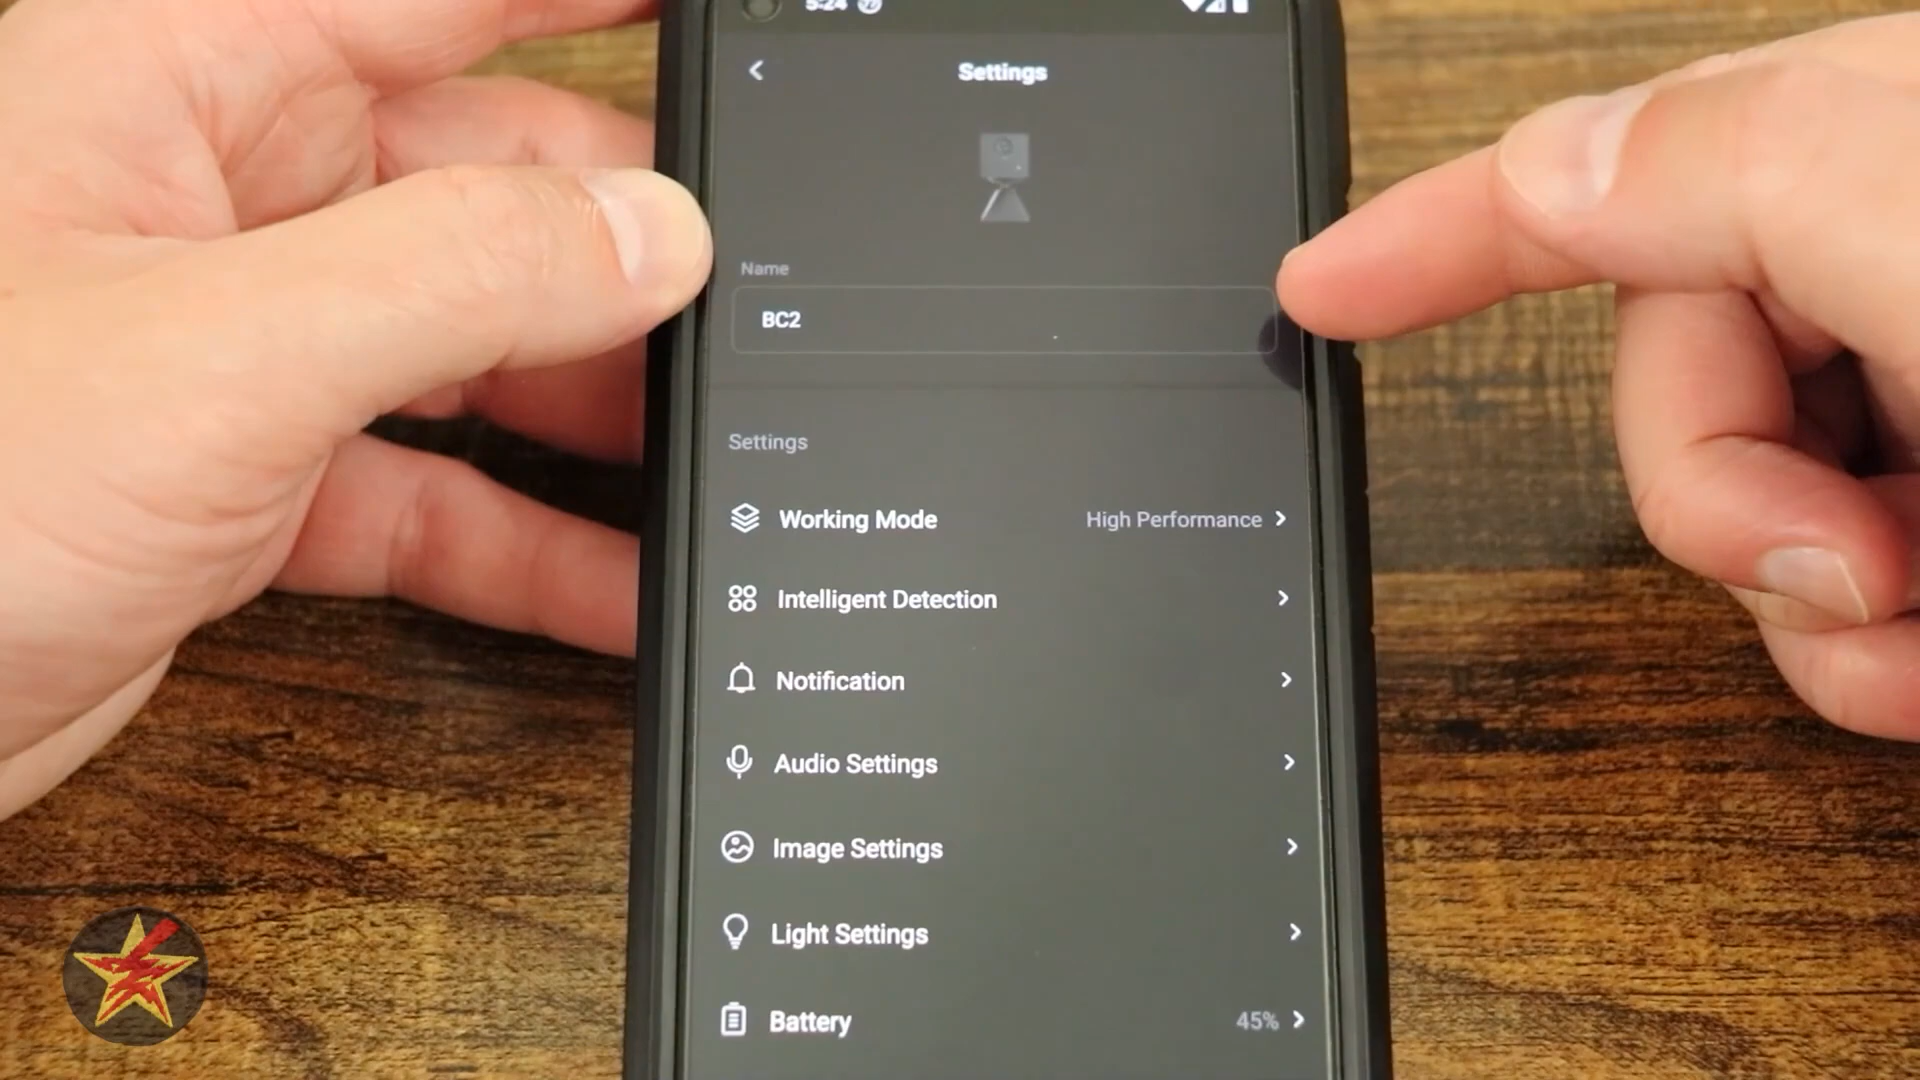 5:24
Settings
Name
BC2
Settings
Working Mode High Performance
Intelligent Detection
Notification
Audio Settings
Image Settings
Light Settings
Battery 45%